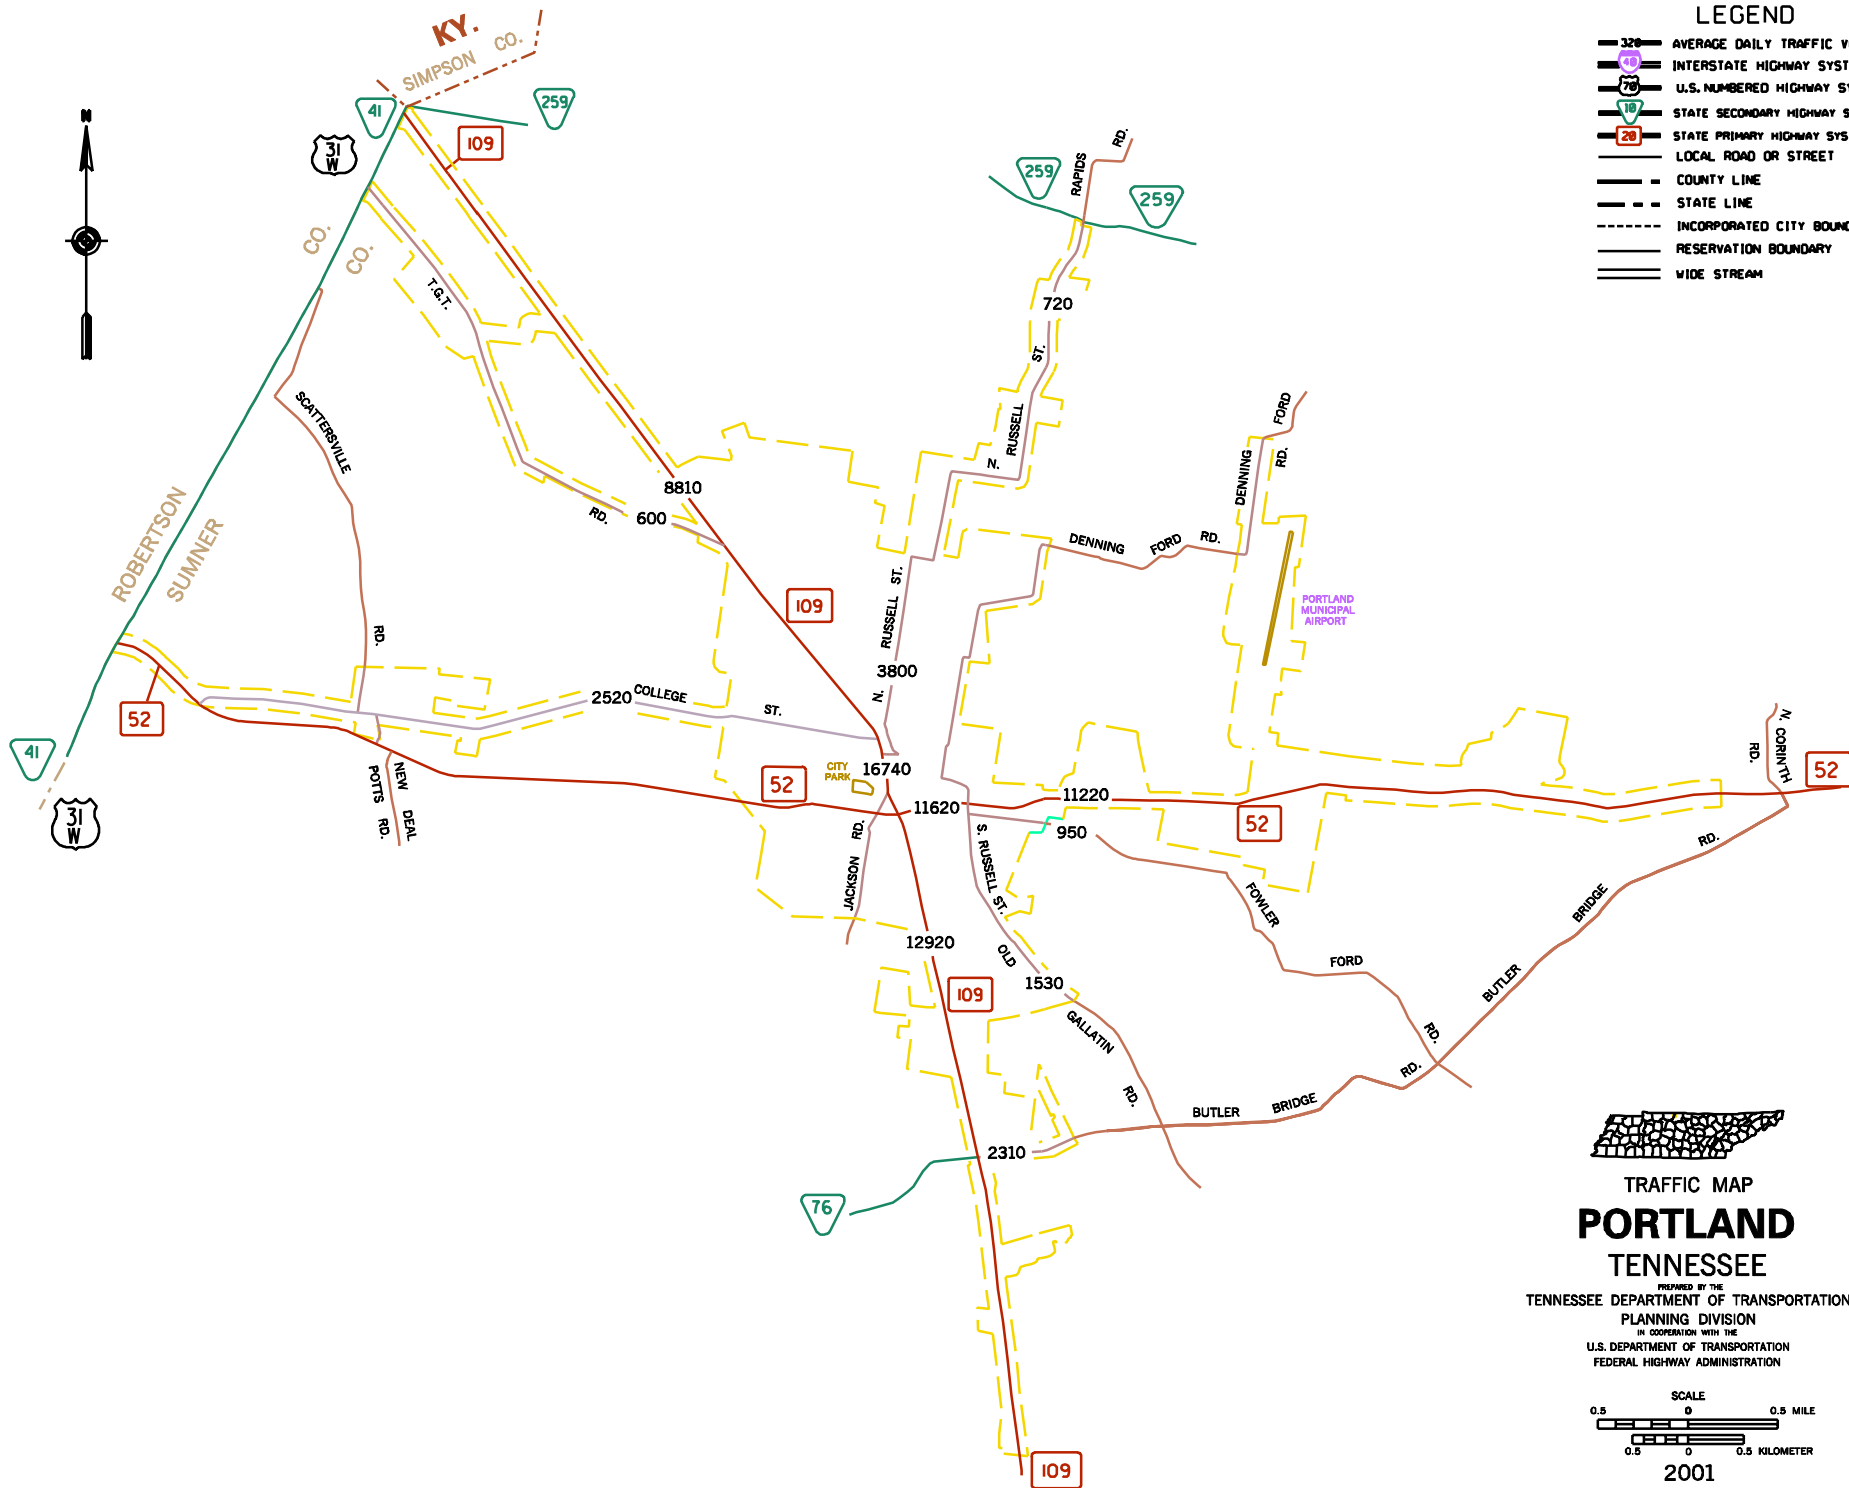 LEGEND
320 AVERAGE DAILY TRAFFIC
40 INTERSTATE HIGHWAY
70 U.S. NUMBERED HIGHWAY
10 STATE SECONDARY HIGHWAY
20 STATE PRIMARY HIGHWAY
LOCAL ROAD OR STREET
COUNTY LINE
STATE LINE
INCORPORATED CITY
RESERVATION BOUNDARY
WIDE STREAM
N
KY.
SIMPSON CO.
41
259
109
31
W
CO.
CO.
T.G.T.
RD.
600
SCATTERSVILLE
RD.
ROBERTSON
SUMNER
8810
109
259
259
RAPIDS RD.
720
N. RUSSELL ST.
N. RUSSELL ST.
3800
DENNING FORD RD.
DENNING FORD RD.
PORTLAND
MUNICIPAL
AIRPORT
52
41
31
W
2520
COLLEGE ST.
POTTS RD.
NEW DEAL
CITY
PARK
16740
52
11620
11220
52
52
950
N. CORINTH
RD.
JACKSON RD.
S. RUSSELL ST.
12920
109
OLD
1530
GALLATIN
RD.
FOWLER
FORD
RD.
BUTLER BRIDGE RD.
BUTLER BRIDGE RD.
2310
76
109
TRAFFIC MAP
PORTLAND
TENNESSEE
PREPARED BY THE
TENNESSEE DEPARTMENT OF TRANSPORTATION
PLANNING DIVISION
IN COOPERATION WITH THE
U.S. DEPARTMENT OF TRANSPORTATION
FEDERAL HIGHWAY ADMINISTRATION
SCALE
0.5 0 0.5 MILE
0.5 0 0.5 KILOMETER
2001